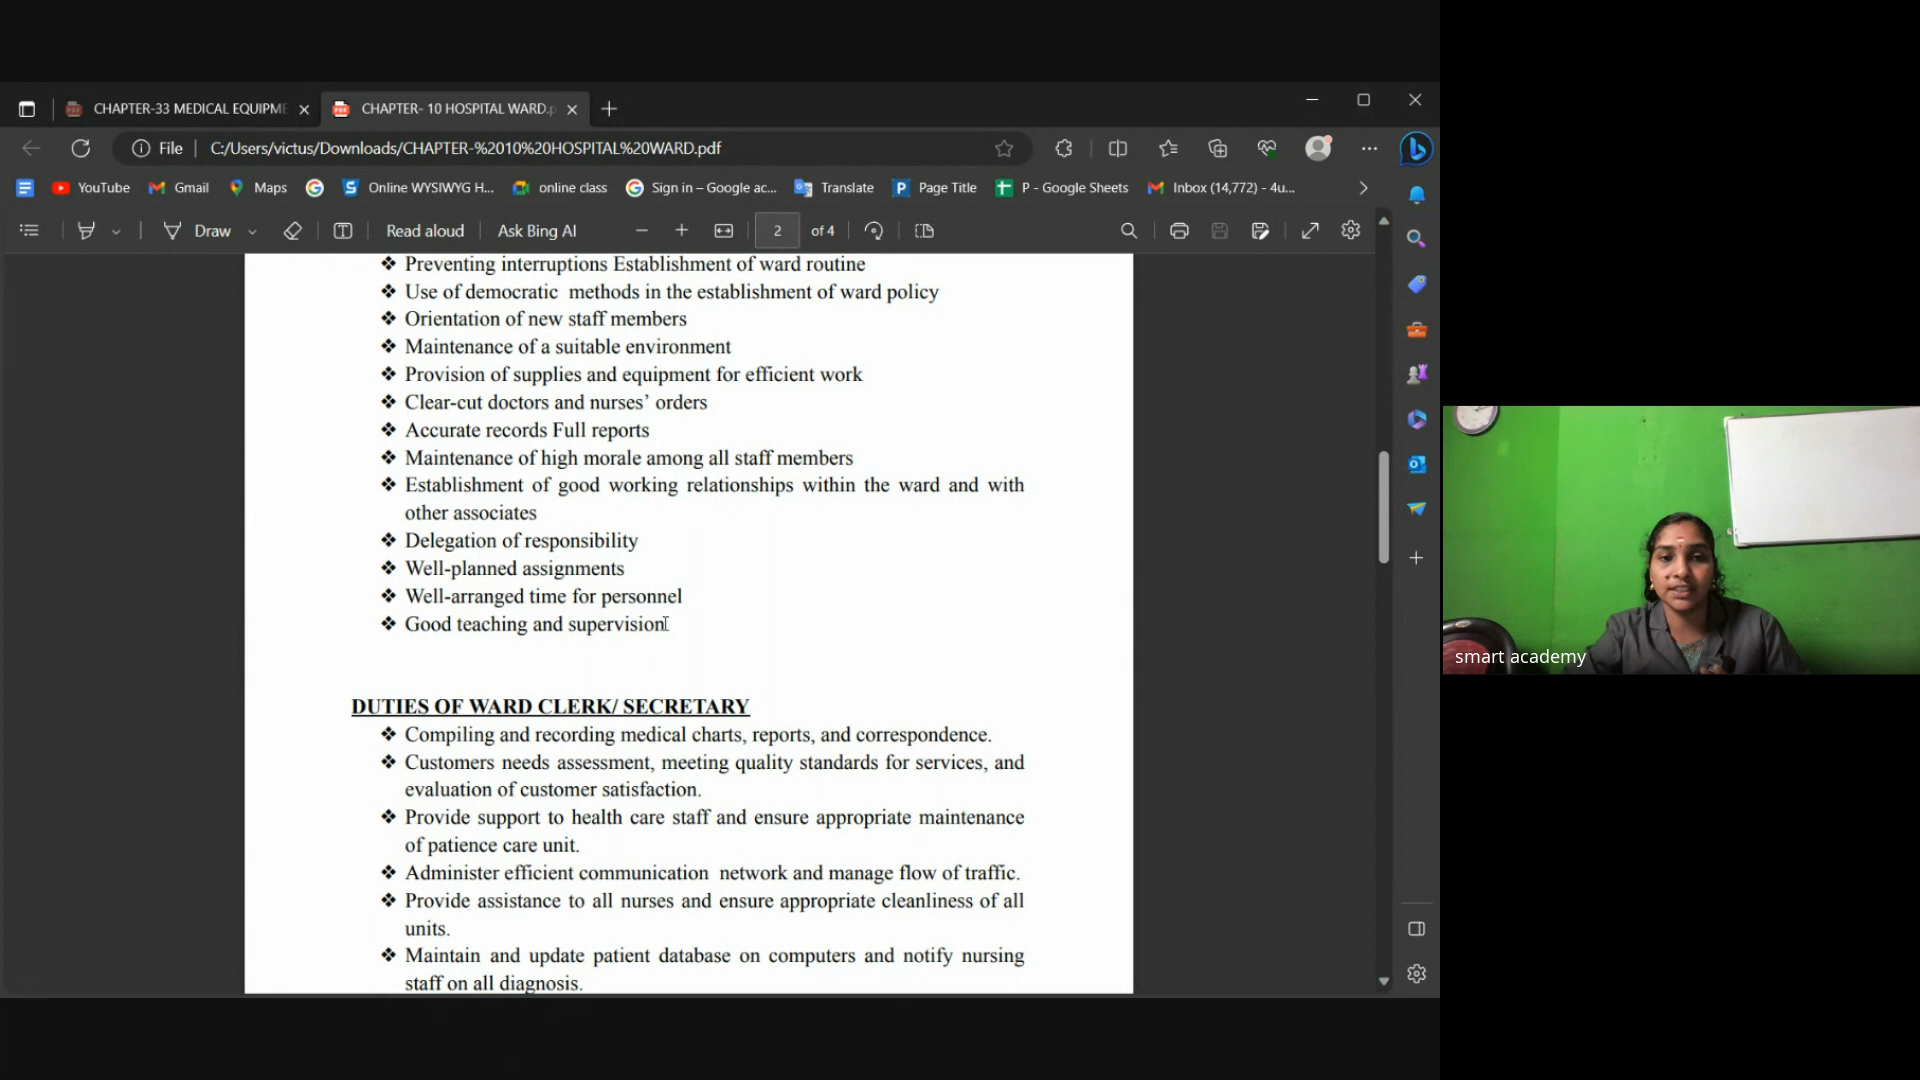 CHAPTER-33 MEDICAL EQUIPME
CHAPTER- 10 HOSPITAL WARD.p
File
C:/Users/victus/Downloads/CHAPTER-%2010%20HOSPITAL%20WARD.pdf
YouTube
Gmail
Maps
Online WYSIWYG H...
online class
Sign in – Google ac...
Translate
Page Title
P - Google Sheets
Inbox (14,772) - 4u...
Draw
Read aloud
Ask Bing AI
2 of 4
❖ Preventing interruptions Establishment of ward routine
❖ Use of democratic methods in the establishment of ward policy
❖ Orientation of new staff members
❖ Maintenance of a suitable environment
❖ Provision of supplies and equipment for efficient work
❖ Clear-cut doctors and nurses’ orders
❖ Accurate records Full reports
❖ Maintenance of high morale among all staff members
❖ Establishment of good working relationships within the ward and with
other associates
❖ Delegation of responsibility
❖ Well-planned assignments
❖ Well-arranged time for personnel
❖ Good teaching and supervision
DUTIES OF WARD CLERK/ SECRETARY
❖ Compiling and recording medical charts, reports, and correspondence.
❖ Customers needs assessment, meeting quality standards for services, and
evaluation of customer satisfaction.
❖ Provide support to health care staff and ensure appropriate maintenance
of patience care unit.
❖ Administer efficient communication network and manage flow of traffic.
❖ Provide assistance to all nurses and ensure appropriate cleanliness of all
units.
❖ Maintain and update patient database on computers and notify nursing
staff on all diagnosis.
smart academy